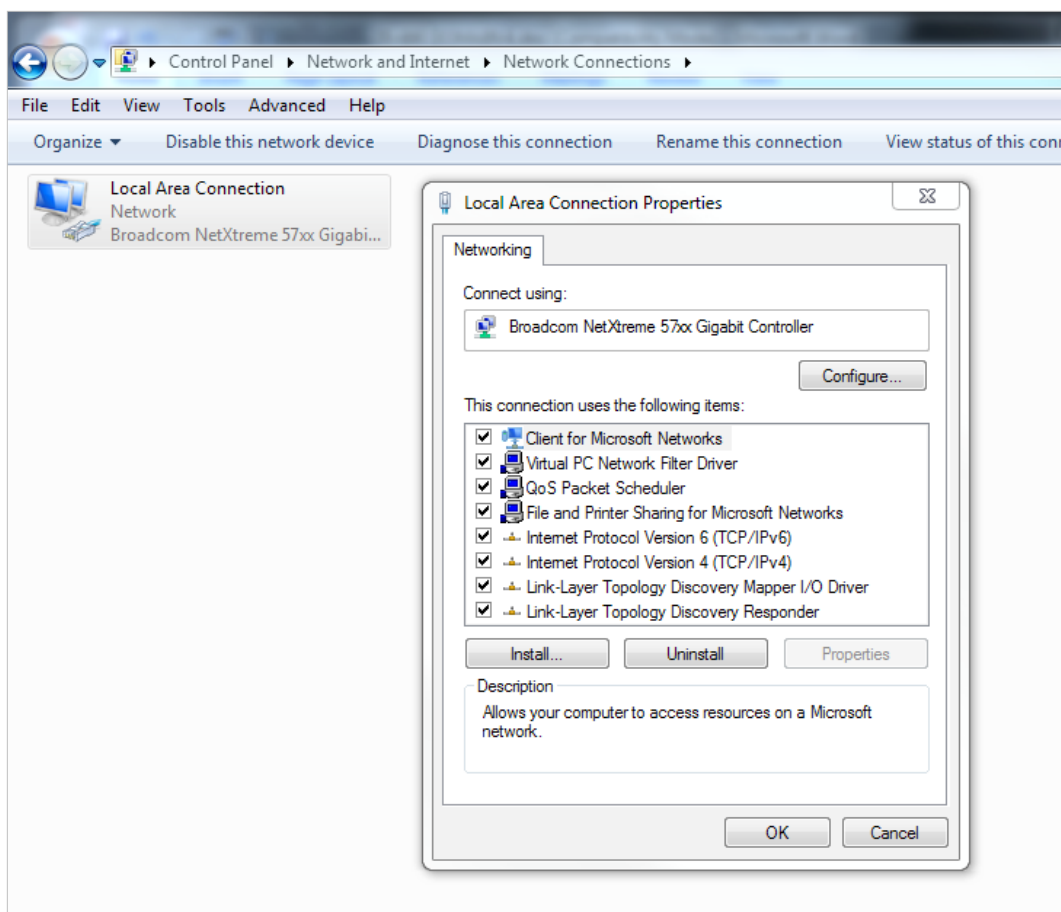 Control Panel Network and Internet Network Connections
File Edit View Tools Advanced Help
Organize Disable this network device Diagnose this connection Rename this connection View status of this con
Local Area Connection
Network
Broadcom NetXtreme 57xx Gigabi...
Local Area Connection Properties
Networking
Connect using:
Broadcom NetXtreme 57xx Gigabit Controller
Configure...
This connection uses the following items:
Client for Microsoft Networks
Virtual PC Network Filter Driver
QoS Packet Scheduler
File and Printer Sharing for Microsoft Networks
Internet Protocol Version 6 (TCP/IPv6)
Internet Protocol Version 4 (TCP/IPv4)
Link-Layer Topology Discovery Mapper I/O Driver
Link-Layer Topology Discovery Responder
Install... Uninstall Properties
Description
Allows your computer to access resources on a Microsoft
network.
OK Cancel